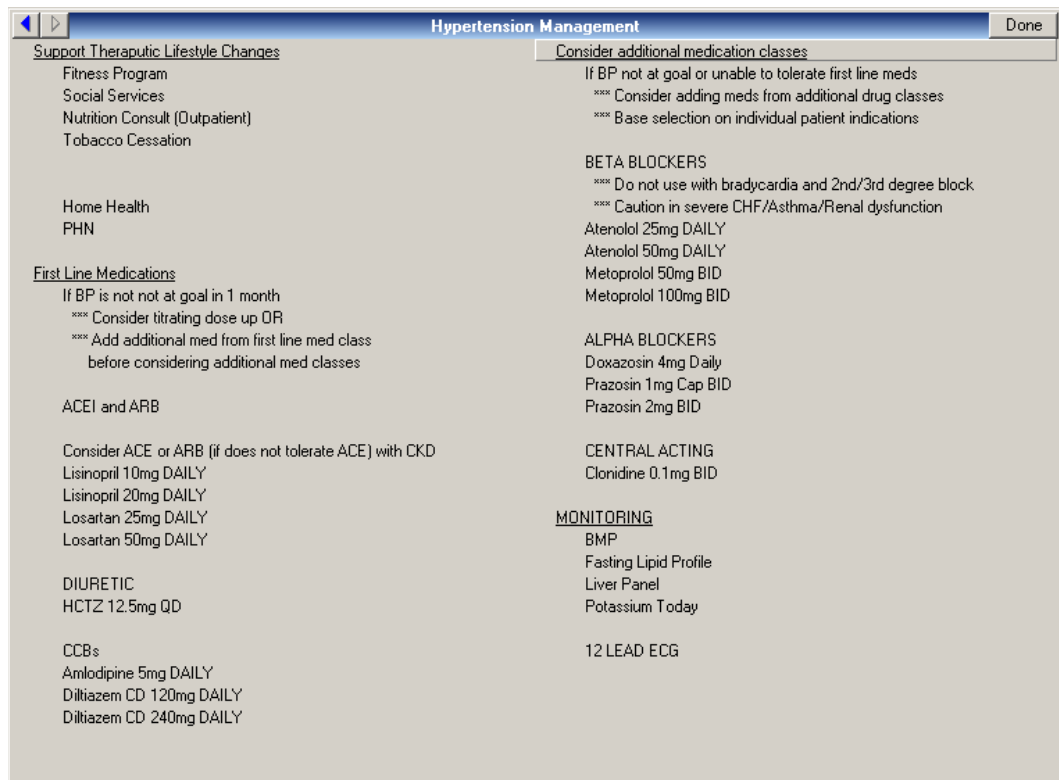 Hypertension Management
Done
Support Theraputic Lifestyle Changes
Fitness Program
Social Services
Nutrition Consult (Outpatient)
Tobacco Cessation
Home Health
PHN
First Line Medications
If BP is not not at goal in 1 month
*** Consider titrating dose up OR
*** Add additional med from first line med class
before considering additional med classes
ACEI and ARB
Consider ACE or ARB (if does not tolerate ACE) with CKD
Lisinopril 10mg DAILY
Lisinopril 20mg DAILY
Losartan 25mg DAILY
Losartan 50mg DAILY
DIURETIC
HCTZ 12.5mg QD
CCBs
Amlodipine 5mg DAILY
Diltiazem CD 120mg DAILY
Diltiazem CD 240mg DAILY
Consider additional medication classes
If BP not at goal or unable to tolerate first line meds
*** Consider adding meds from additional drug classes
*** Base selection on individual patient indications
BETA BLOCKERS
*** Do not use with bradycardia and 2nd/3rd degree block
*** Caution in severe CHF/Asthma/Renal dysfunction
Atenolol 25mg DAILY
Atenolol 50mg DAILY
Metoprolol 50mg BID
Metoprolol 100mg BID
ALPHA BLOCKERS
Doxazosin 4mg Daily
Prazosin 1mg Cap BID
Prazosin 2mg BID
CENTRAL ACTING
Clonidine 0.1mg BID
MONITORING
BMP
Fasting Lipid Profile
Liver Panel
Potassium Today
12 LEAD ECG